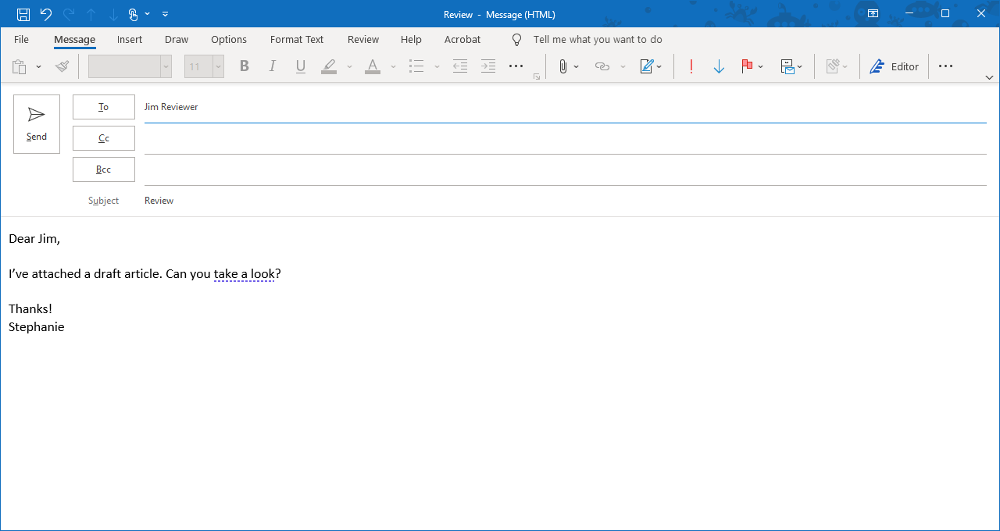 Review  -  Message (HTML)
File Message Insert Draw Options Format Text Review Help Acrobat Tell me what you want to do
11 B I U A Editor
Send
To Jim Reviewer
Cc
Bcc
Subject Review
Dear Jim,
I’ve attached a draft article. Can you take a look?
Thanks!
Stephanie